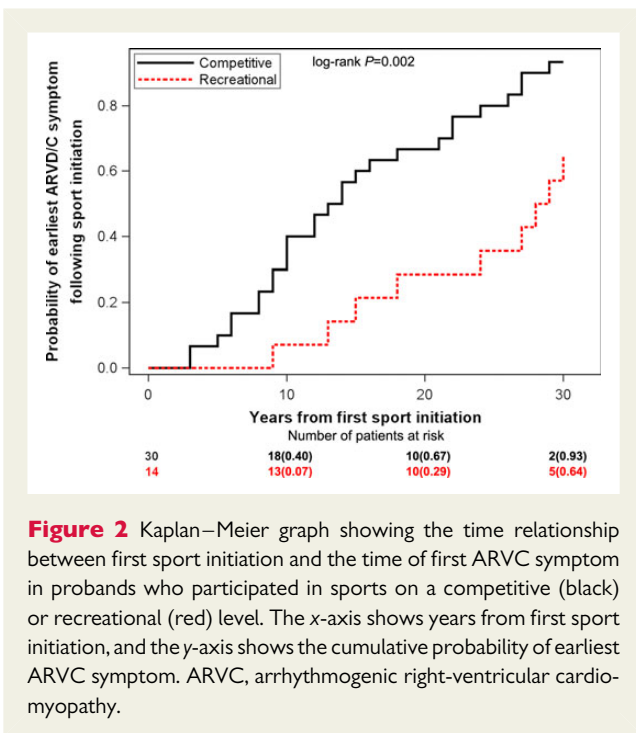 Competitive
Recreational
log-rank P=0.002
Probability of earliest ARVD/C symptom
following sport initiation
0.8
0.6
0.4
0.2
0.0
0 10 20 30
Years from first sport initiation
Number of patients at risk
30 18(0.40) 10(0.67) 2(0.93)
14 13(0.07) 10(0.29) 5(0.64)
Figure 2 Kaplan–Meier graph showing the time relationship
between first sport initiation and the time of first ARVC symptom
in probands who participated in sports on a competitive (black)
or recreational (red) level. The x-axis shows years from first sport
initiation, and the y-axis shows the cumulative probability of earliest
ARVC symptom. ARVC, arrhythmogenic right-ventricular cardio-
myopathy.